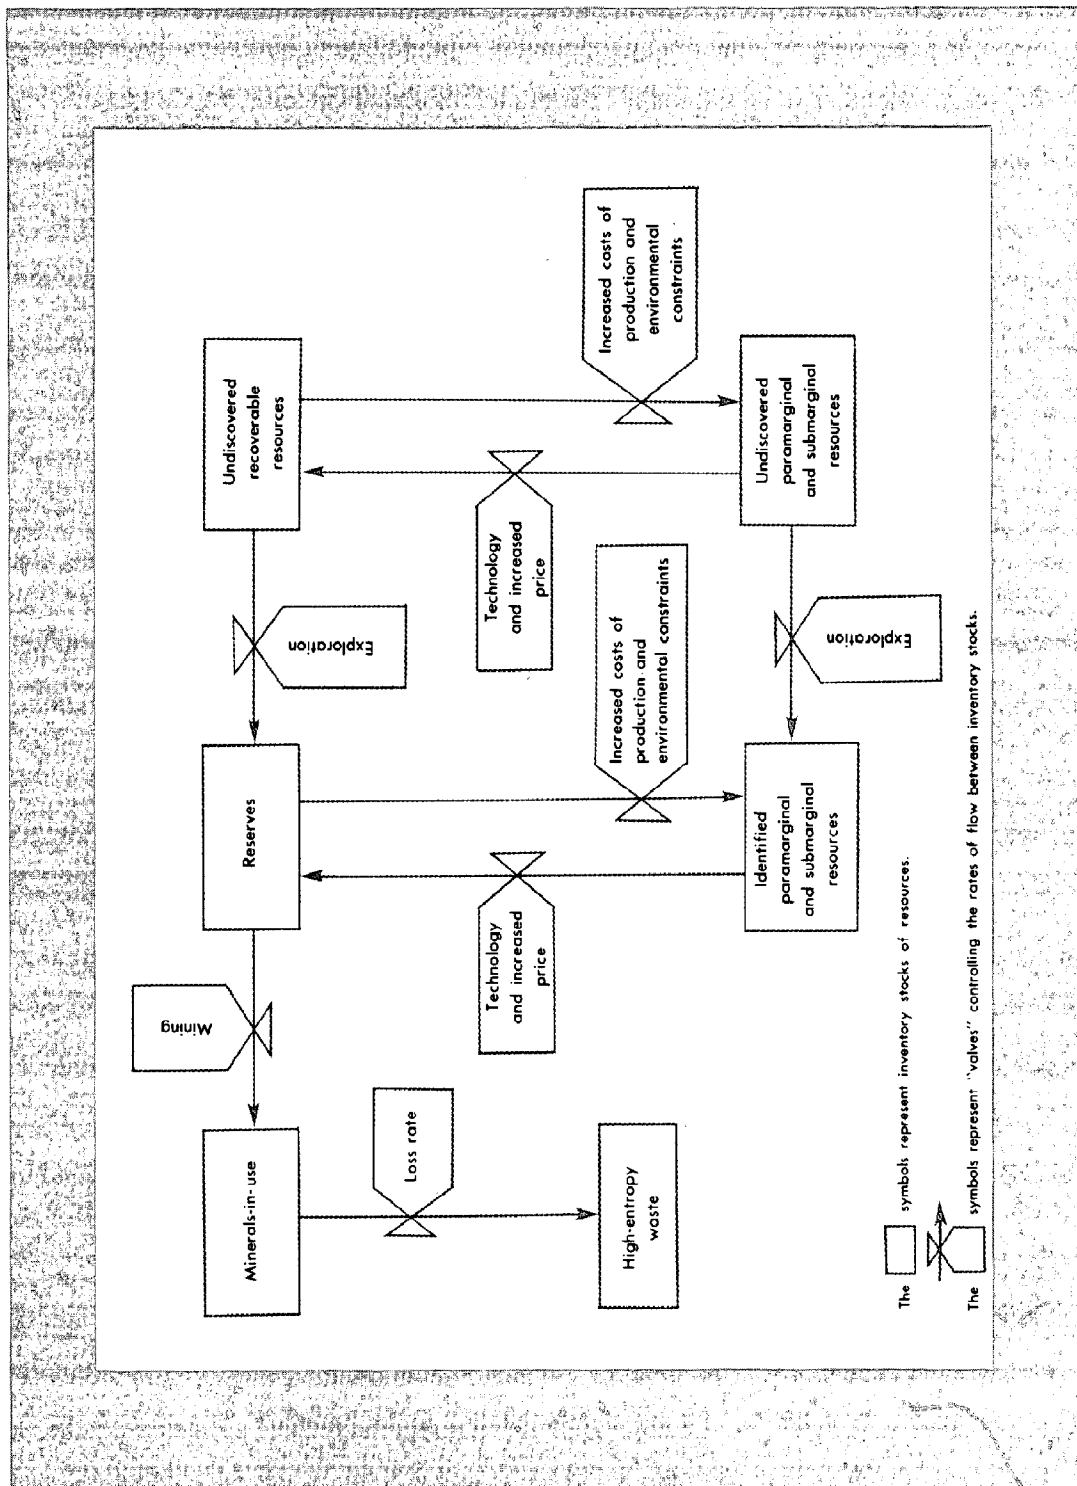 Mining
Minerals-in-use
Reserves
Undiscovered
recoverable
resources
Exploration
Loss rate
Technology
and increased
price
Technology
and increased
price
High-entropy
waste
Increased costs of
production and
environmental constraints
Increased costs of
production and
environmental
constraints
Identified
paramarginal
and submarginal
resources
Exploration
Undiscovered
paramarginal
and submarginal
resources
The symbols represent inventory stocks of resources.
The symbols represent "valves" controlling the rates of flow between inventory stocks.